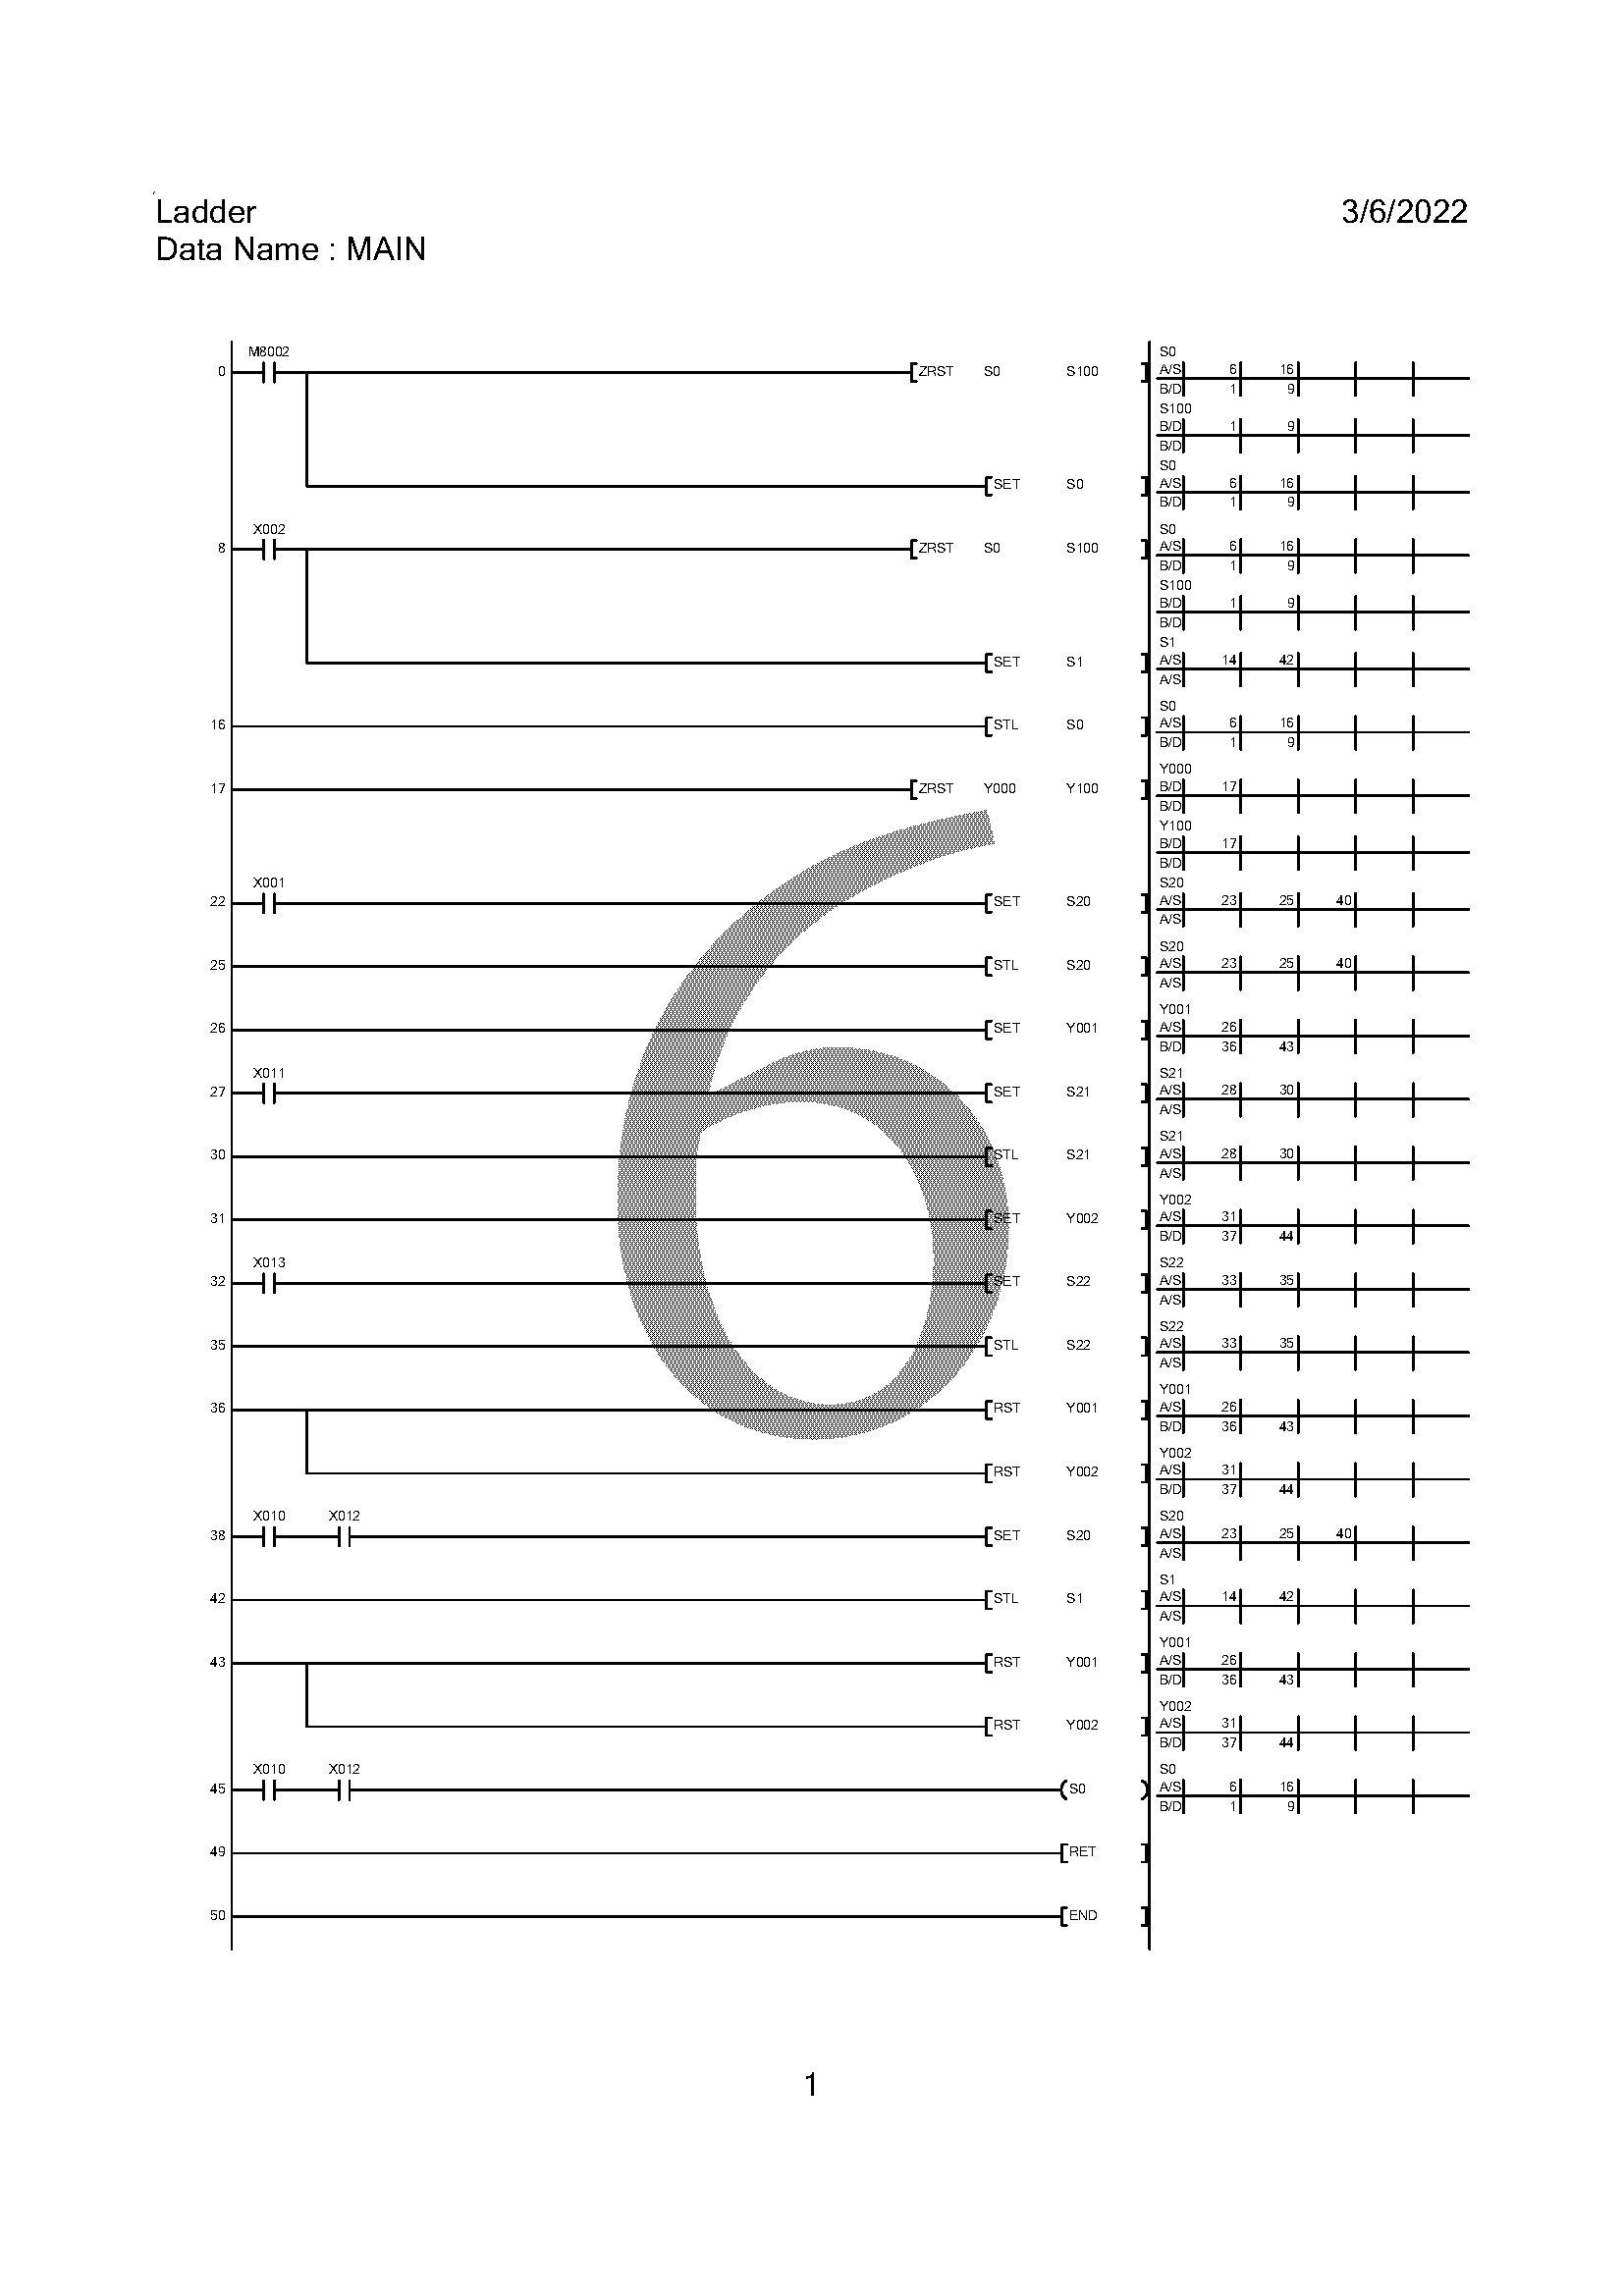 Ladder 3/6/2022
Data Name : MAIN
M8002 S0
0 ZRST S0 S100 A/S 6 16
B/D 1 9
S100
B/D 1 9
B/D
S0
SET S0 A/S 6 16
B/D 1 9
X002 S0
8 ZRST S0 S100 A/S 6 16
B/D 1 9
S100
B/D 1 9
B/D
S1
SET S1 A/S 14 42
A/S
S0
16 STL S0 A/S 6 16
B/D 1 9
Y000
17 ZRST Y000 Y100 B/D 17
B/D
Y100
B/D 17
B/D
X001 S20
22 SET S20 A/S 23 25 40
A/S
S20
25 STL S20 A/S 23 25 40
A/S
Y001
26 SET Y001 A/S 26
B/D 36 43
X011 S21
27 SET S21 A/S 28 30
A/S
S21
30 STL S21 A/S 28 30
A/S
Y002
31 SET Y002 A/S 31
B/D 37 44
X013 S22
32 SET S22 A/S 33 35
A/S
S22
35 STL S22 A/S 33 35
A/S
Y001
36 RST Y001 A/S 26
B/D 36 43
Y002
RST Y002 A/S 31
B/D 37 44
X010 X012 S20
38 SET S20 A/S 23 25 40
A/S
S1
42 STL S1 A/S 14 42
A/S
Y001
43 RST Y001 A/S 26
B/D 36 43
Y002
RST Y002 A/S 31
B/D 37 44
X010 X012 S0
45 S0 A/S 6 16
B/D 1 9
49 RET
50 END
6
1